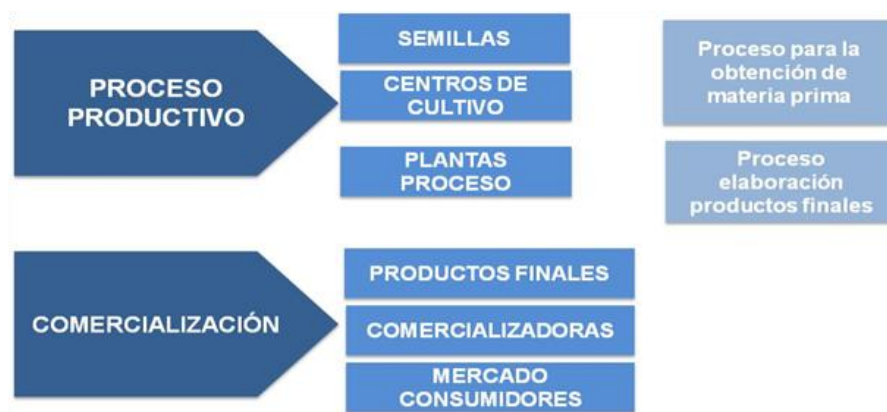 PROCESO
PRODUCTIVO
SEMILLAS
CENTROS DE
CULTIVO
PLANTAS
PROCESO
Proceso para la
obtención de
materia prima
Proceso
elaboración
productos finales
COMERCIALIZACIÓN
PRODUCTOS FINALES
COMERCIALIZADORAS
MERCADO
CONSUMIDORES